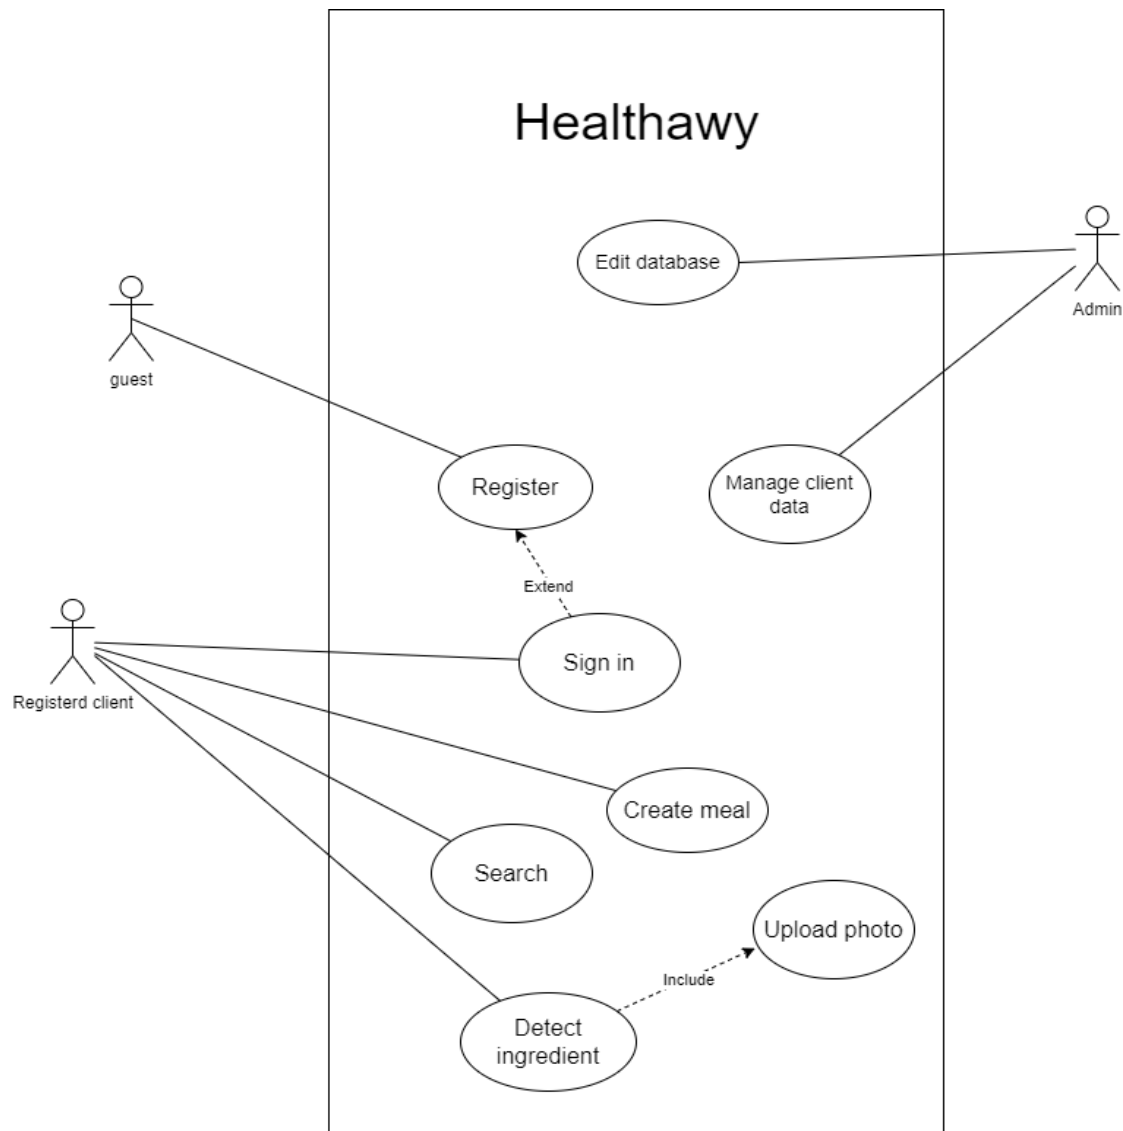 Healthawy
Edit database
Admin
guest
Register
Manage client
data
Extend
Sign in
Registerd client
Create meal
Search
Upload photo
Include
Detect
ingredient